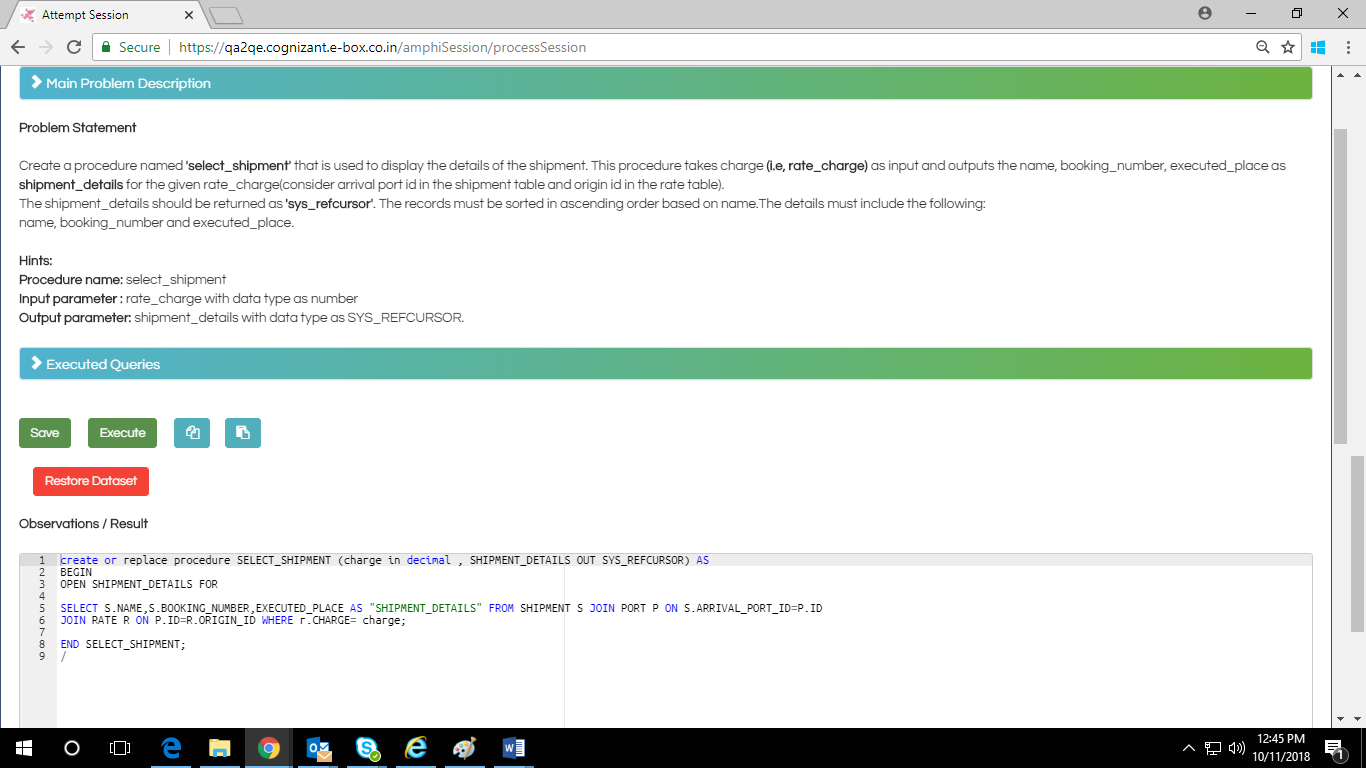 Attempt Session
Secure https://qa2qe.cognizant.e-box.co.in/amphiSession/processSession
Main Problem Description
Problem Statement
Create a procedure named 'select_shipment' that is used to display the details of the shipment. This procedure takes charge (i.e, rate_charge) as input and outputs the name, booking_number, executed_place as
shipment_details for the given rate_charge(consider arrival port id in the shipment table and origin id in the rate table).
The shipment_details should be returned as 'sys_refcursor'. The records must be sorted in ascending order based on name.The details must include the following:
name, booking_number and executed_place.
Hints:
Procedure name: select_shipment
Input parameter : rate_charge with data type as number
Output parameter: shipment_details with data type as SYS_REFCURSOR.
Executed Queries
Save Execute
Restore Dataset
Observations / Result
1 create or replace procedure SELECT_SHIPMENT (charge in decimal , SHIPMENT_DETAILS OUT SYS_REFCURSOR) AS
2 BEGIN
3 OPEN SHIPMENT_DETAILS FOR
4
5 SELECT S.NAME,S.BOOKING_NUMBER,EXECUTED_PLACE AS "SHIPMENT_DETAILS" FROM SHIPMENT S JOIN PORT P ON S.ARRIVAL_PORT_ID=P.ID
6 JOIN RATE R ON P.ID=R.ORIGIN_ID WHERE r.CHARGE= charge;
7
8 END SELECT_SHIPMENT;
9 /
12:45 PM
10/11/2018
1